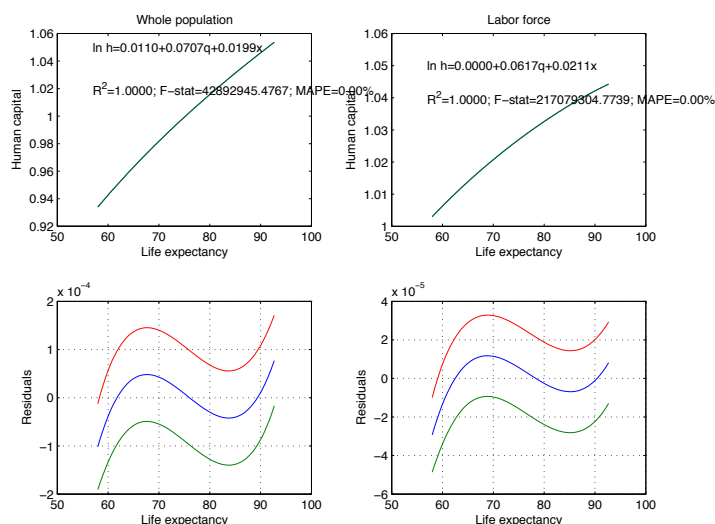 Whole population
1.06
1.04
1.02
1
0.98
0.96
0.94
0.92
Human capital
ln h=0.0110+0.0707q+0.0199x
R2=1.0000; F-stat=42892945.4767; MAPE=0.00%
50 60 70 80 90 100
Life expectancy
Labor force
1.06
1.05
1.04
1.03
1.02
1.01
1
Human capital
ln h=0.0000+0.0617q+0.0211x
R2=1.0000; F-stat=217079304.7739; MAPE=0.00%
50 60 70 80 90 100
Life expectancy
x 10−4
2
1
0
−1
−2
Residuals
50 60 70 80 90 100
Life expectancy
x 10−5
4
2
0
−2
−4
−6
Residuals
50 60 70 80 90 100
Life expectancy